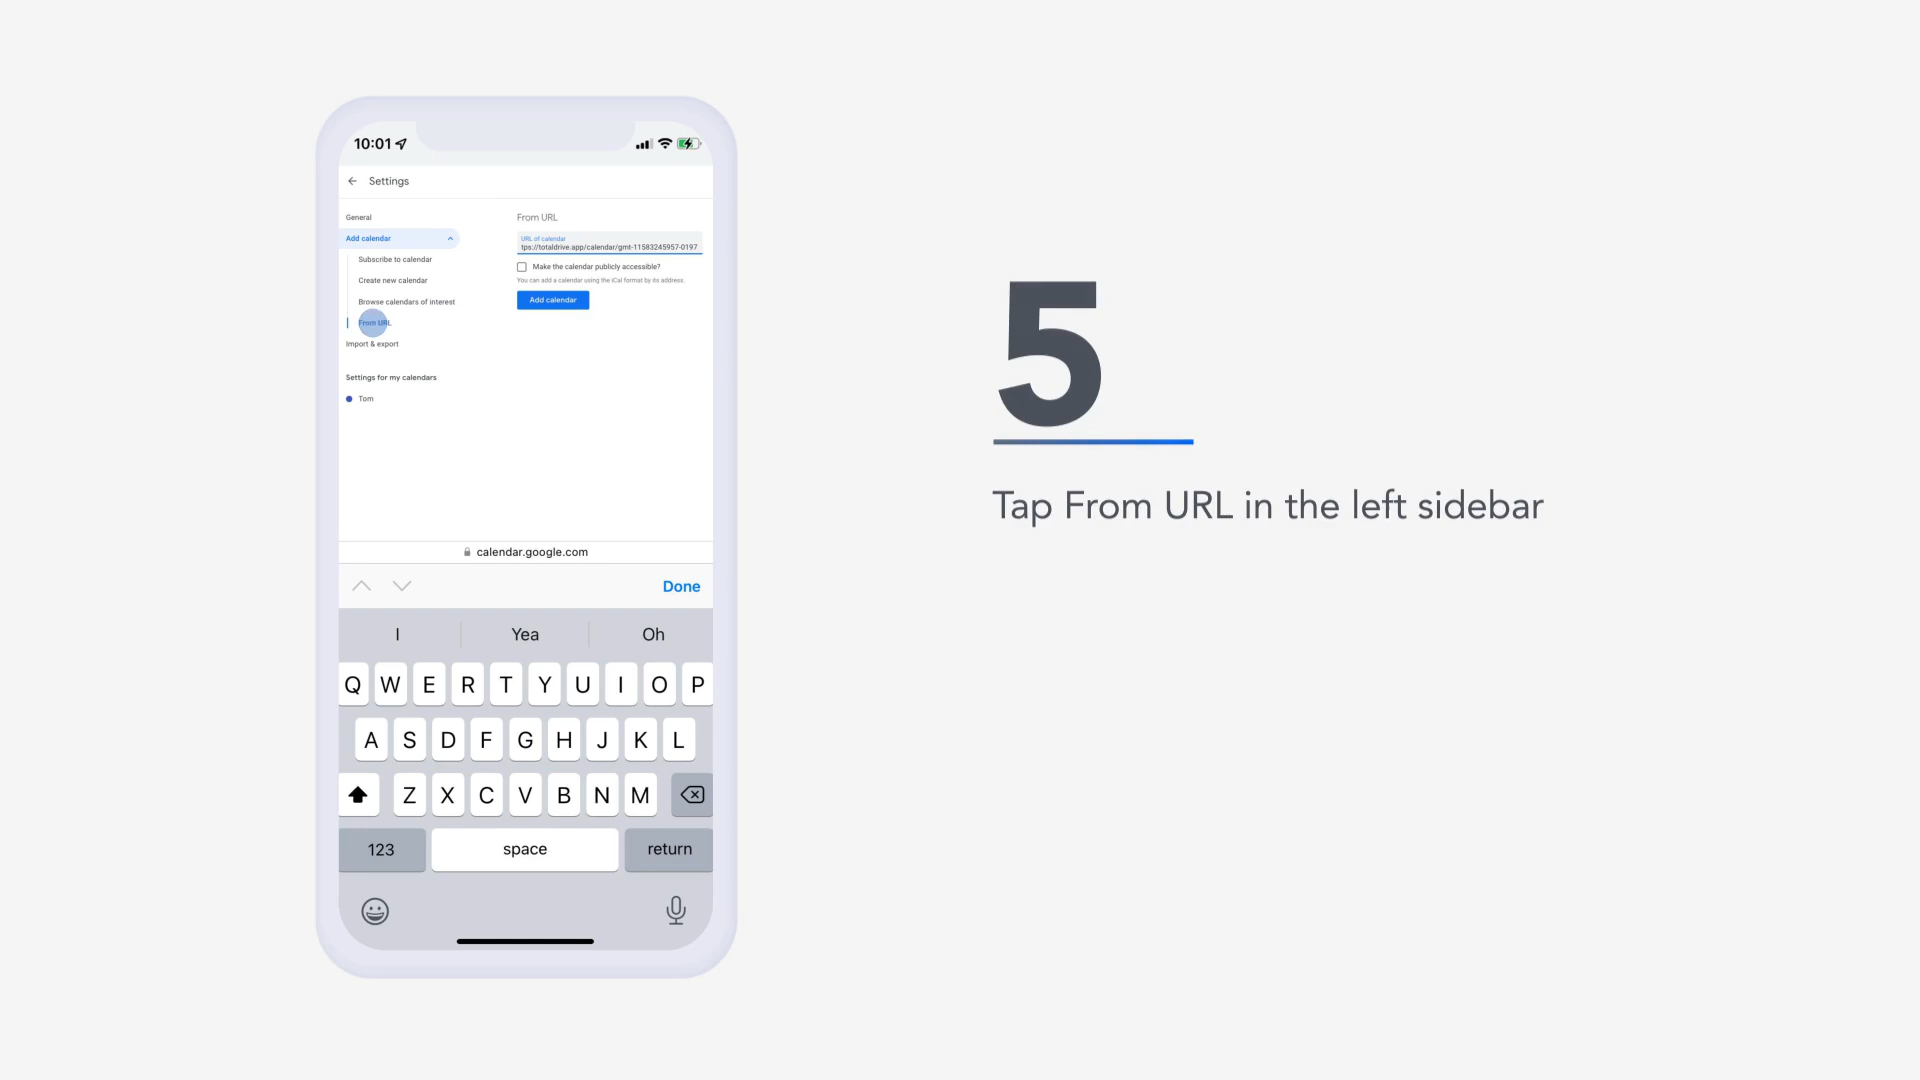 10:01
Settings
General
Add calendar
Subscribe to calendar
Create new calendar
Browse calendars of interest
From URL
Import & export
Settings for my calendars
Tom
From URL
URL of calendar
tps://totaldrive.app/calendar/gmt-11583245957-0197
Make the calendar publicly accessible?
You can add a calendar using the iCal format by its address.
Add calendar
calendar.google.com
Done
I Yea Oh
Q W E R T Y U I O P
A S D F G H J K L
Z X C V B N M
123 space return
5
Tap From URL in the left sidebar